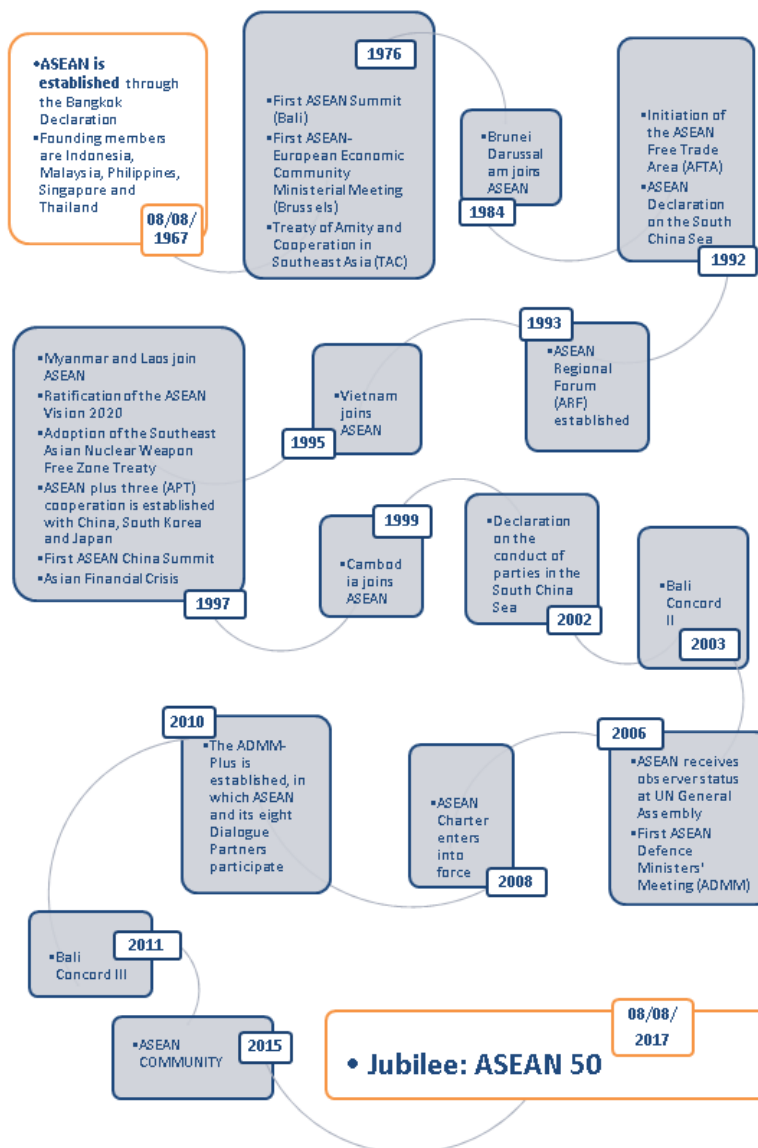 ▪ASEAN is
established through
the Bangkok
Declaration
▪Founding members
are Indonesia,
Malaysia, Philippines,
Singapore and
Thailand
08/08/
1967
1976
▪First ASEAN Summit
(Bali)
▪First ASEAN-
European Economic
Community
Ministerial Meeting
(Brussels)
▪Treaty of Amity and
Cooperation in
Southeast Asia (TAC)
▪Brunei
Darussal
am joins
ASEAN
1984
▪Initiation of
the ASEAN
Free Trade
Area (AFTA)
▪ASEAN
Declaration
on the South
China Sea
1992
1993
▪ASEAN
Regional
Forum
(ARF)
established
▪Vietnam
joins
ASEAN
1995
▪Myanmar and Laos join
ASEAN
▪Ratification of the ASEAN
Vision 2020
▪Adoption of the Southeast
Asian Nuclear Weapon
Free Zone Treaty
▪ASEAN plus three (APT)
cooperation is established
with China, South Korea
and Japan
▪First ASEAN China Summit
▪Asian Financial Crisis
1997
1999
▪Cambod
ia joins
ASEAN
▪Declaration
on the
conduct of
parties in the
South China
Sea
2002
▪Bali
Concord
II
2003
2006
▪ASEAN receives
observer status
at UN General
Assembly
▪First ASEAN
Defence
Ministers'
Meeting (ADMM)
▪ASEAN
Charter
enters
into
force
2008
2010
▪The ADMM-
Plus is
established, in
which ASEAN
and its eight
Dialogue
Partners
participate
▪Bali
Concord III
2011
▪ASEAN
COMMUNITY
2015
08/08/
2017
• Jubilee: ASEAN 50